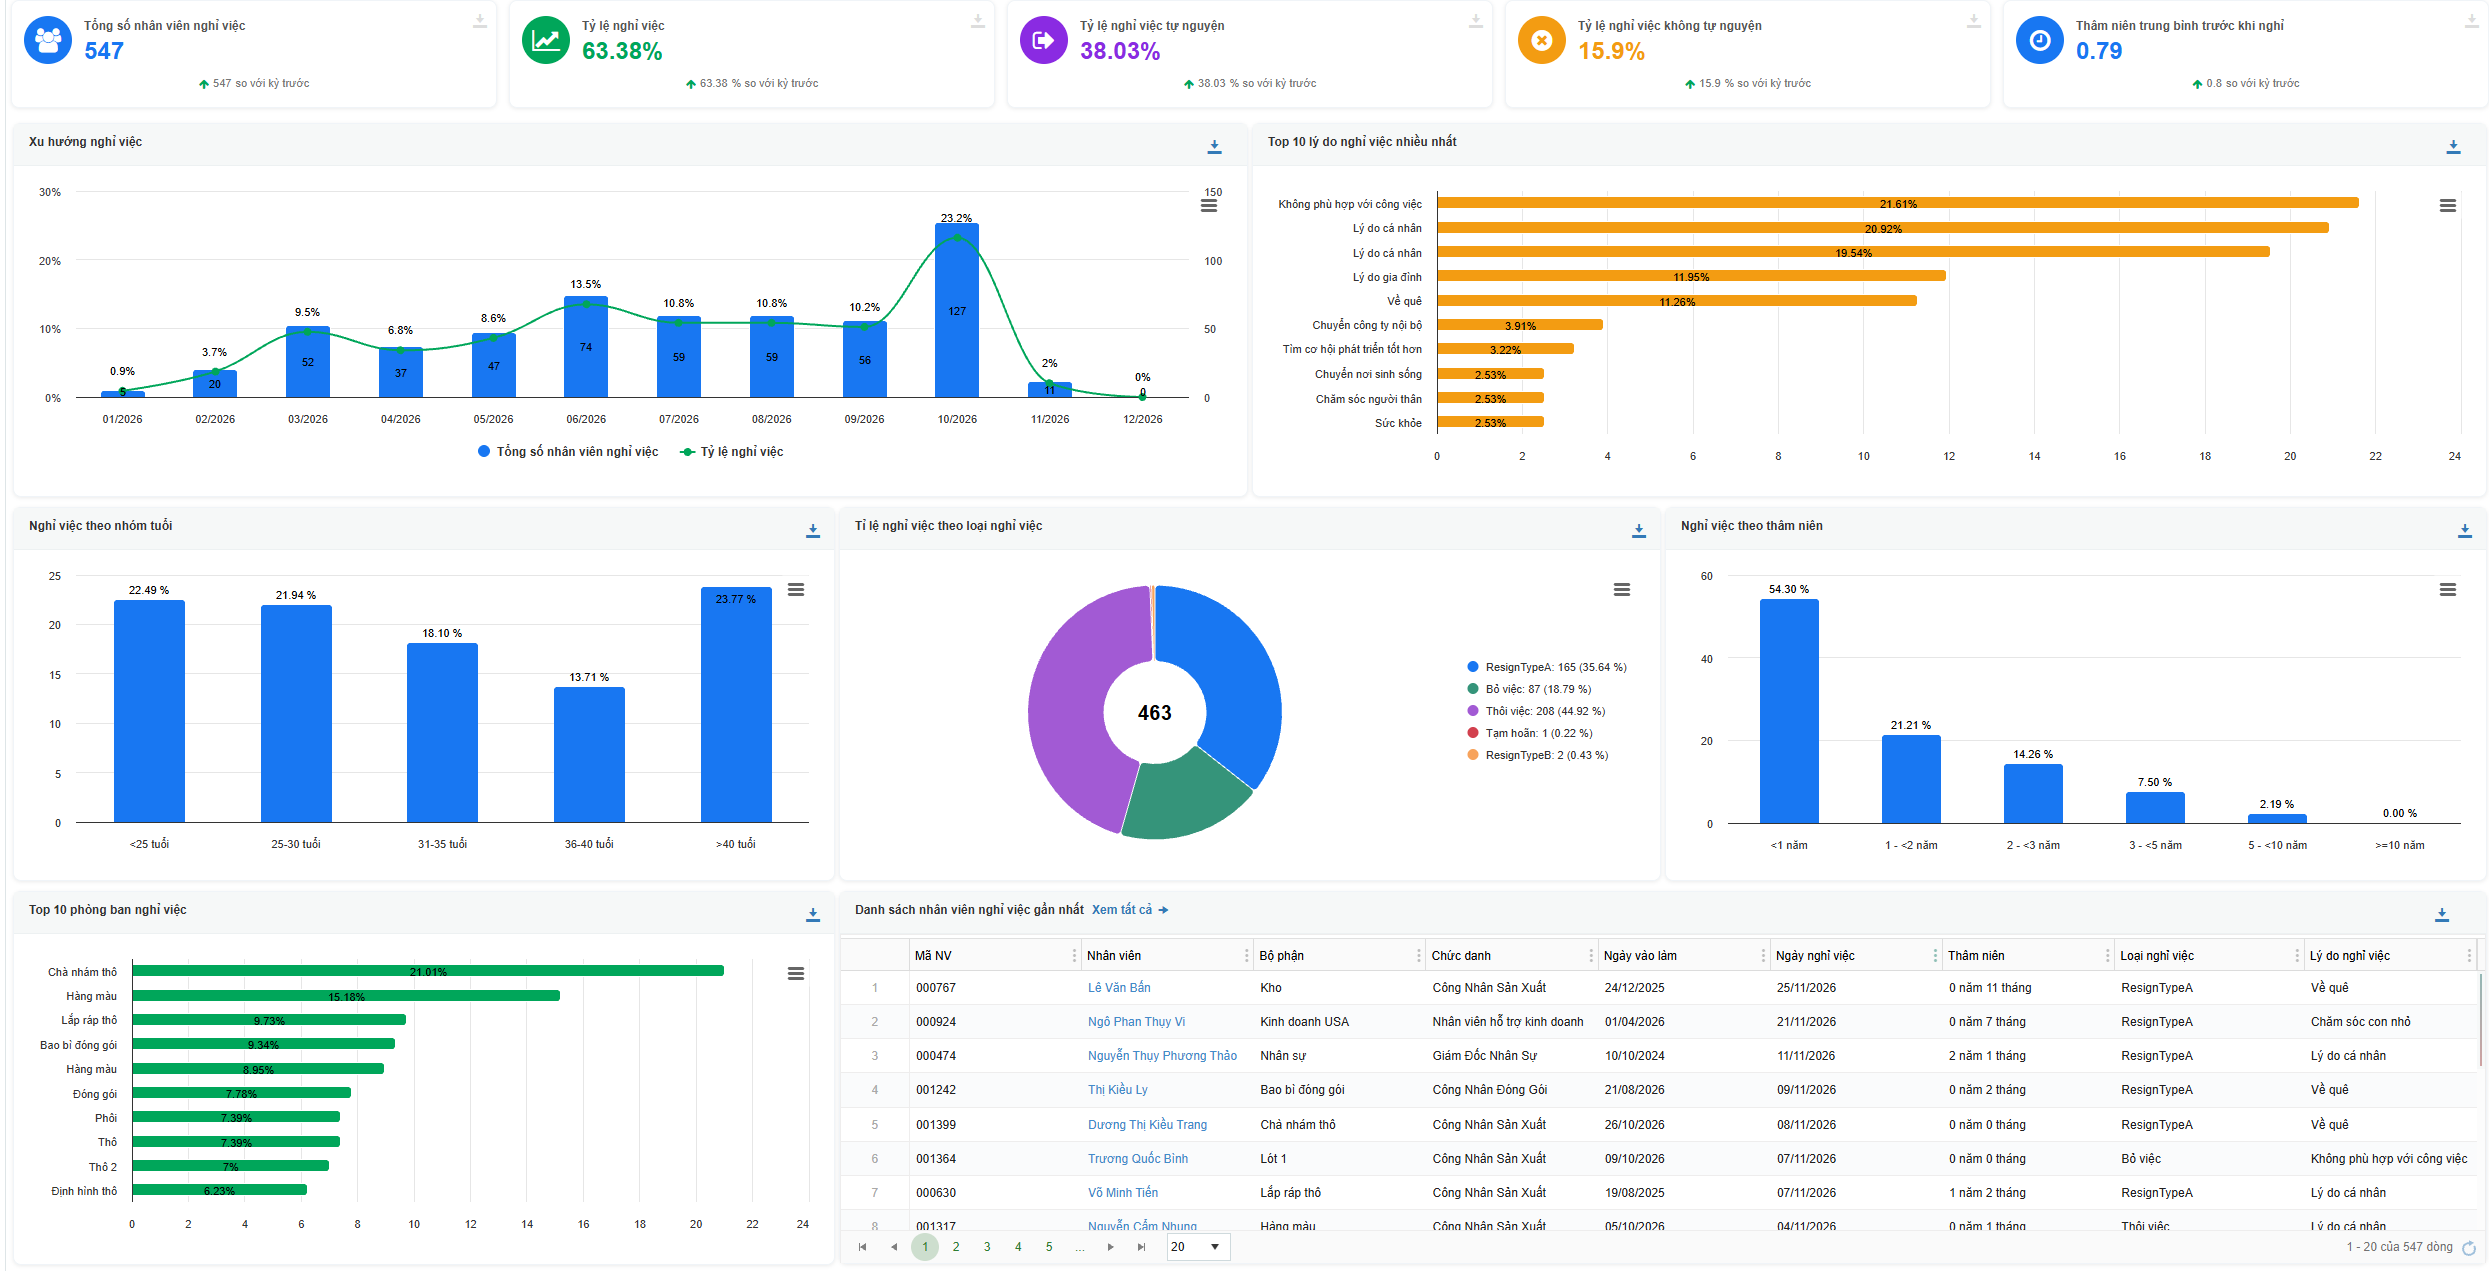 Tổng số nhân viên nghỉ việc
547
547 so với kỳ trước
Tỷ lệ nghỉ việc
63.38%
63.38 % so với kỳ trước
Tỷ lệ nghỉ việc tự nguyện
38.03%
38.03 % so với kỳ trước
Tỷ lệ nghỉ việc không tự nguyện
15.9%
15.9 % so với kỳ trước
Thâm niên trung bình trước khi nghỉ
0.79
0.8 so với kỳ trước
Xu hướng nghỉ việc
30%
20%
10%
0%
150
100
50
0
0.9%
3.7%
9.5%
6.8%
8.6%
13.5%
10.8%
10.8%
10.2%
23.2%
2%
0%
5
20
52
37
47
74
59
59
56
127
11
0
01/2026
02/2026
03/2026
04/2026
05/2026
06/2026
07/2026
08/2026
09/2026
10/2026
11/2026
12/2026
Tổng số nhân viên nghỉ việc
Tỷ lệ nghỉ việc
Top 10 lý do nghỉ việc nhiều nhất
Không phù hợp với công việc 21.61%
Lý do cá nhân 20.92%
Lý do cá nhân 19.54%
Lý do gia đình 11.95%
Về quê 11.26%
Chuyển công ty nội bộ 3.91%
Tìm cơ hội phát triển tốt hơn 3.22%
Chuyển nơi sinh sống 2.53%
Chăm sóc người thân 2.53%
Sức khỏe 2.53%
0 2 4 6 8 10 12 14 16 18 20 22 24
Nghỉ việc theo nhóm tuổi
25
20
15
10
5
0
22.49 %
21.94 %
18.10 %
13.71 %
23.77 %
<25 tuổi
25-30 tuổi
31-35 tuổi
36-40 tuổi
>40 tuổi
Tỉ lệ nghỉ việc theo loại nghỉ việc
463
ResignTypeA: 165 (35.64 %)
Bỏ việc: 87 (18.79 %)
Thôi việc: 208 (44.92 %)
Tạm hoãn: 1 (0.22 %)
ResignTypeB: 2 (0.43 %)
Nghỉ việc theo thâm niên
60
40
20
0
54.30 %
21.21 %
14.26 %
7.50 %
2.19 %
0.00 %
<1 năm
1 - <2 năm
2 - <3 năm
3 - <5 năm
5 - <10 năm
>=10 năm
Top 10 phòng ban nghỉ việc
Chà nhám thô 21.01%
Hàng màu 15.18%
Lắp ráp thô 9.73%
Bao bì đóng gói 9.34%
Hàng màu 8.95%
Đóng gói 7.78%
Phôi 7.39%
Thô 7.39%
Thô 2 7%
Định hình thô 6.23%
0 2 4 6 8 10 12 14 16 18 20 22 24
Danh sách nhân viên nghỉ việc gần nhất Xem tất cả
Mã NV Nhân viên Bộ phận Chức danh Ngày vào làm Ngày nghỉ việc Thâm niên Loại nghỉ việc Lý do nghỉ việc
1 000767 Lê Văn Bấn Kho Công Nhân Sản Xuất 24/12/2025 25/11/2026 0 năm 11 tháng ResignTypeA Về quê
2 000924 Ngô Phan Thụy Vi Kinh doanh USA Nhân viên hỗ trợ kinh doanh 01/04/2026 21/11/2026 0 năm 7 tháng ResignTypeA Chăm sóc con nhỏ
3 000474 Nguyễn Thụy Phương Thảo Nhân sự Giám Đốc Nhân Sự 10/10/2024 11/11/2026 2 năm 1 tháng ResignTypeA Lý do cá nhân
4 001242 Thị Kiều Ly Bao bì đóng gói Công Nhân Đóng Gói 21/08/2026 09/11/2026 0 năm 2 tháng ResignTypeA Về quê
5 001399 Dương Thị Kiều Trang Chà nhám thô Công Nhân Sản Xuất 26/10/2026 08/11/2026 0 năm 0 tháng ResignTypeA Về quê
6 001364 Trương Quốc Bình Lót 1 Công Nhân Sản Xuất 09/10/2026 07/11/2026 0 năm 0 tháng Bỏ việc Không phù hợp với công việc
7 000630 Võ Minh Tiến Lắp ráp thô Công Nhân Sản Xuất 19/08/2025 07/11/2026 1 năm 2 tháng ResignTypeA Lý do cá nhân
8 001317 Nguyễn Cẩm Nhung Hàng màu Công Nhân Sản Xuất 05/10/2026 04/11/2026 0 năm 1 tháng Thôi việc Lý do cá nhân
1 2 3 4 5 ... 20
1 - 20 của 547 dòng